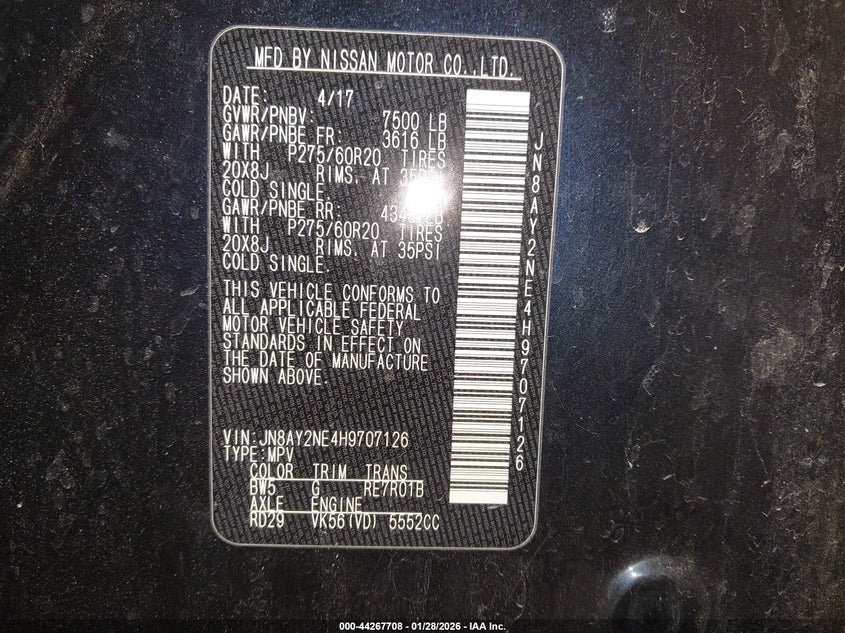 MFD BY NISSAN MOTOR CO.,LTD.
DATE: 4/17
GVWR/PNBV: 7500 LB
GAWR/PNBE FR: 3616 LB
WITH P275/60R20 TIRES
20X8J RIMS, AT 35PSI
COLD SINGLE.
GAWR/PNBE RR: LB
WITH P275/60R20 TIRES
20X8J RIMS, AT 35PSI
COLD SINGLE.
THIS VEHICLE CONFORMS TO
ALL APPLICABLE FEDERAL
MOTOR VEHICLE SAFETY
STANDARDS IN EFFECT ON
THE DATE OF MANUFACTURE
SHOWN ABOVE.
VIN:JN8AY2NE4H9707126
TYPE:MPV
COLOR TRIM TRANS
BW5 G RE7R01B
AXLE ENGINE
RD29 VK56(VD) 5552CC
JN8AY2NE4H9707126
000-44267708 - 01/28/2026 - IAA Inc.